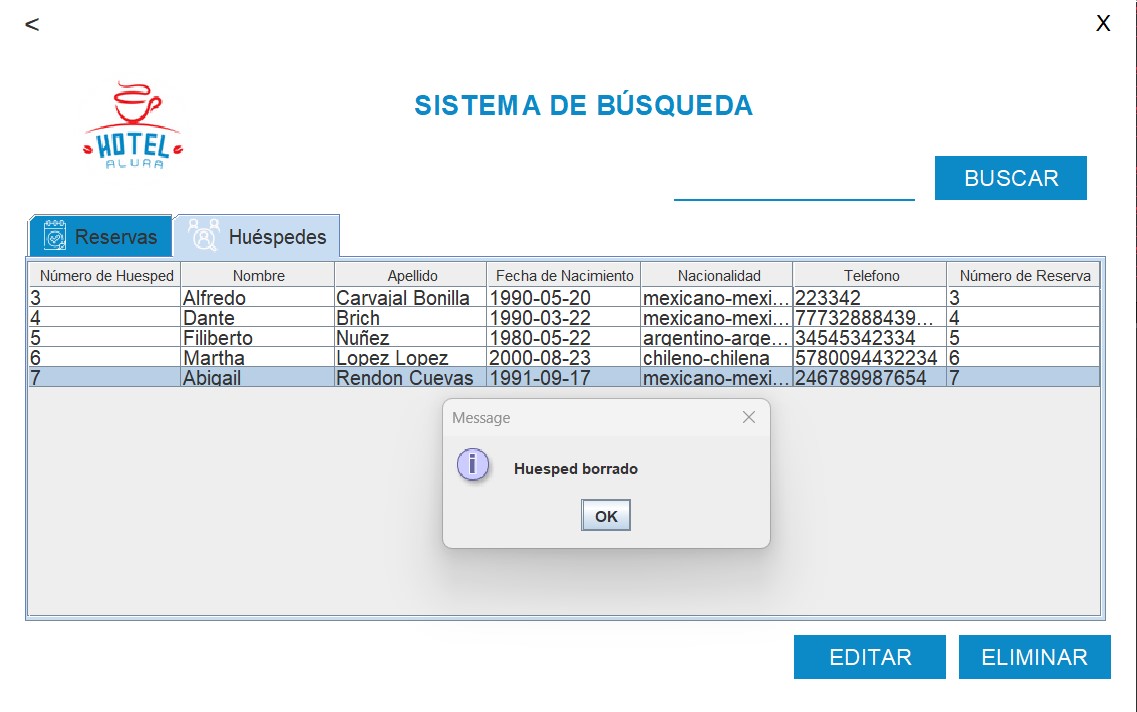 < X
SISTEMA DE BÚSQUEDA
HOTEL
ALURA
BUSCAR
Reservas Huéspedes
Número de Huesped Nombre Apellido Fecha de Nacimiento Nacionalidad Telefono Número de Reserva
3 Alfredo Carvajal Bonilla 1990-05-20 mexicano-mexi... 223342 3
4 Dante Brich 1990-03-22 mexicano-mexi... 77732888439... 4
5 Filiberto Nuñez 1980-05-22 argentino-arge... 34545342334 5
6 Martha Lopez Lopez 2000-08-23 chileno-chilena 5780094432234 6
7 Abigail Rendon Cuevas 1991-09-17 mexicano-mexi... 246789987654 7
Message
Huesped borrado
OK
EDITAR ELIMINAR